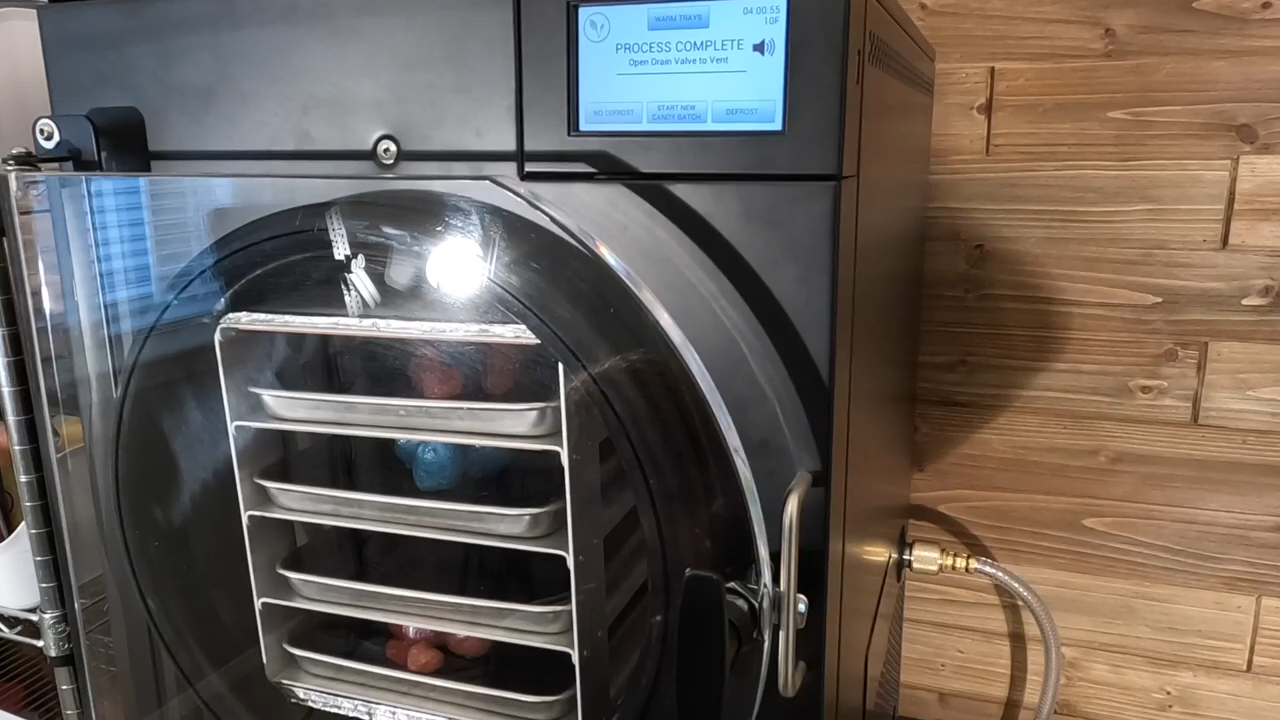 WARM TRAYS
04:00:55
10F
PROCESS COMPLETE
Open Drain Valve to Vent
NO DEFROST
START NEW
CANDY BATCH
DEFROST